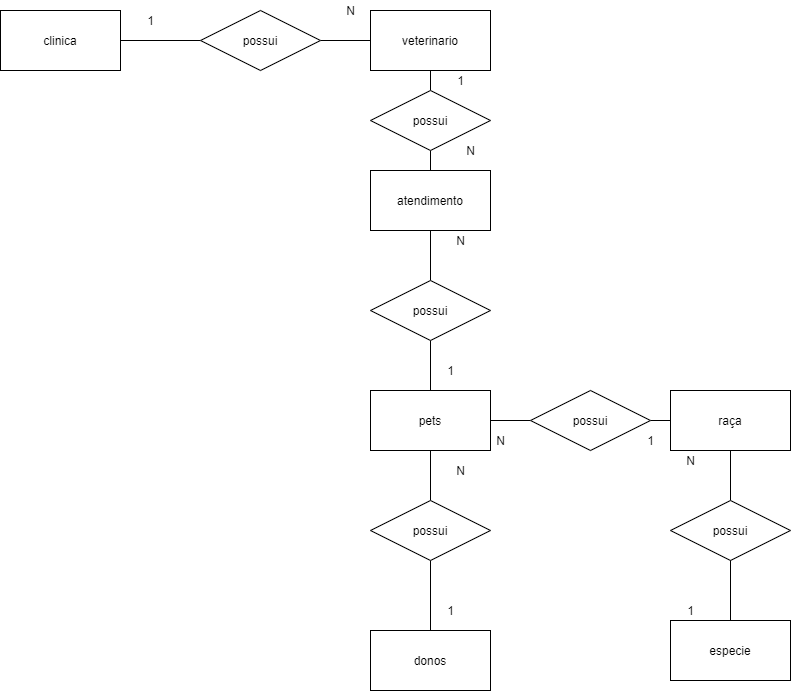 clinica
1
possui
N
veterinario
1
possui
N
atendimento
N
possui
1
pets
N
possui
1
raça
N
possui
1
donos
N
possui
1
especie